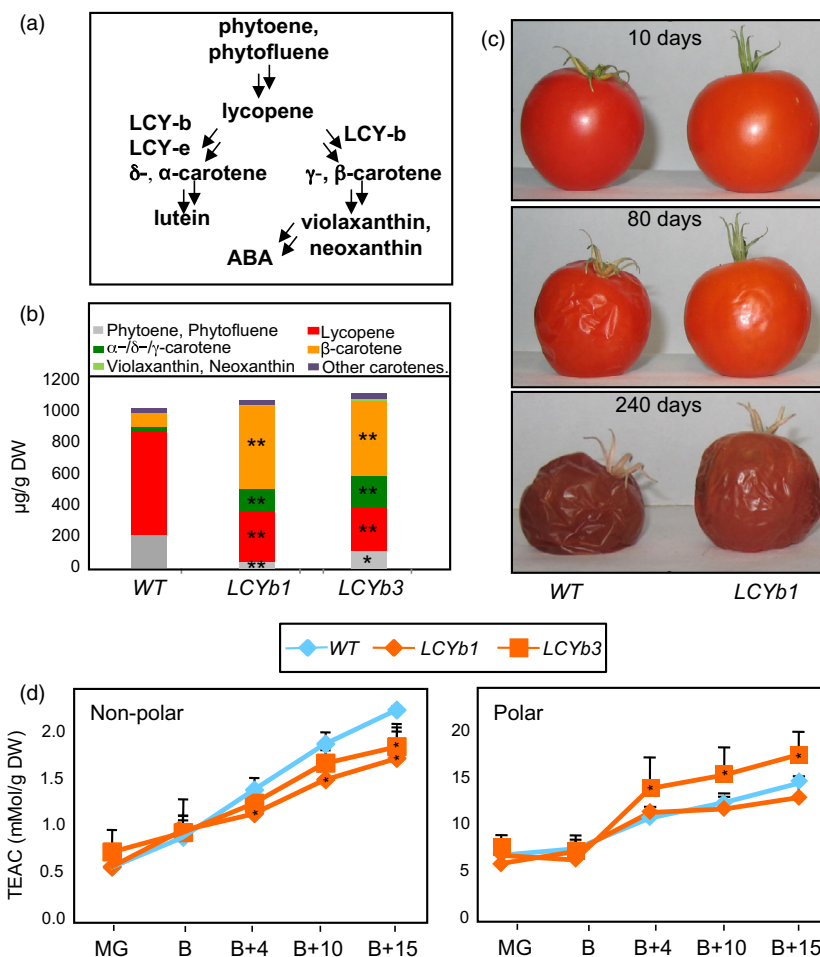 (a)
phytoene,
phytofluene
lycopene
LCY-b
LCY-e
LCY-b
δ-, α-carotene
γ-, β-carotene
lutein
violaxanthin,
neoxanthin
ABA
(b)
Phytoene, Phytofluene
Lycopene
α-/δ-/γ-carotene
β-carotene
Violaxanthin, Neoxanthin
Other carotenes.
1200
1000
800
600
400
200
0
µg/g DW
**
**
**
**
**
**
**
*
WT
LCYb1
LCYb3
(c)
10 days
80 days
240 days
WT
LCYb1
WT
LCYb1
LCYb3
(d)
Non-polar
2.0
1.5
1.0
0.5
0.0
TEAC (mMol/g DW)
*
*
*
*
MG
B
B+4
B+10
B+15
Polar
20
15
10
5
0
*
*
*
MG
B
B+4
B+10
B+15